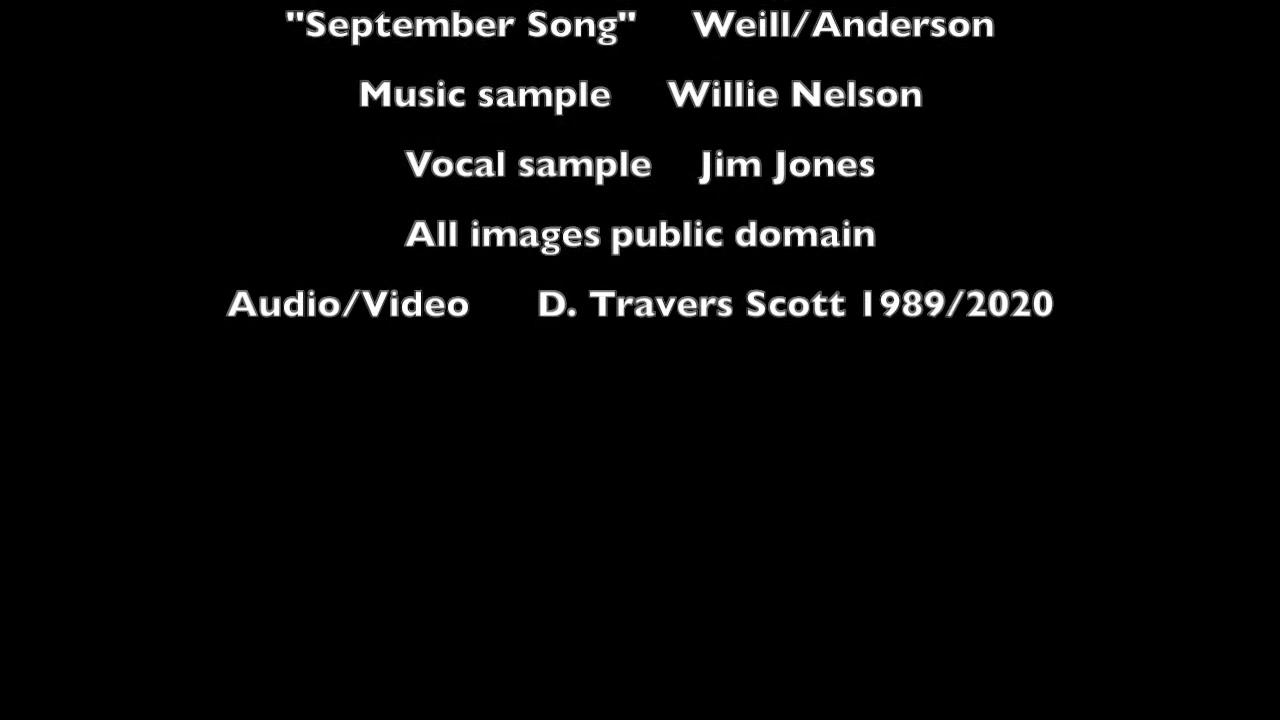 "September Song" Weill/Anderson
Music sample Willie Nelson
Vocal sample Jim Jones
All images public domain
Audio/Video D. Travers Scott 1989/2020